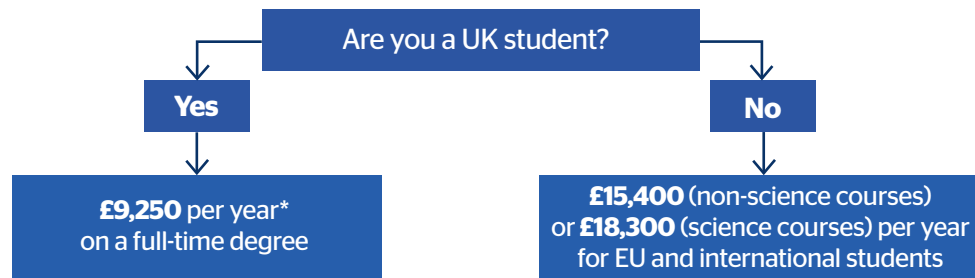 Are you a UK student?
Yes
No
£9,250 per year*
on a full-time degree
£15,400 (non-science courses)
or £18,300 (science courses) per year
for EU and international students